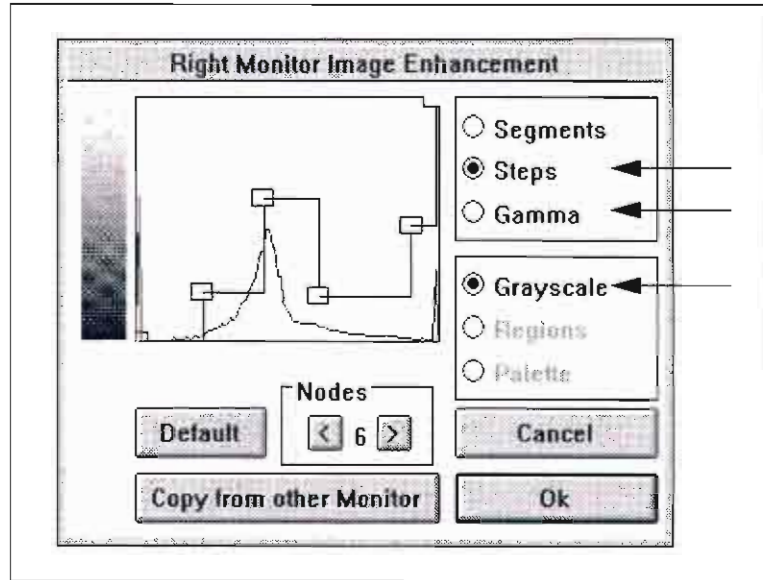 Right Monitor Image Enhancement
Segments
Steps
Gamma
Grayscale
Regions
Palette
Nodes
< 6 >
Default
Cancel
Copy from other Monitor
Ok